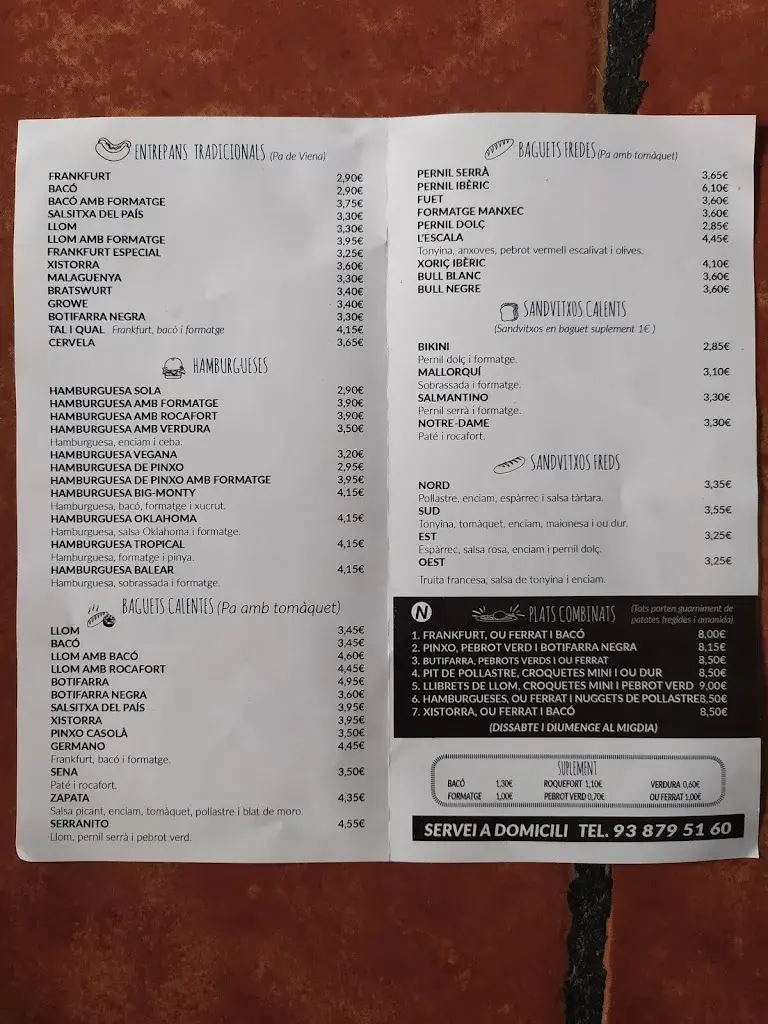 ENTREPANS TRADICIONALS (Pa de Viena)
FRANKFURT 2,90€
BACÓ 2,90€
BACÓ AMB FORMATGE 3,75€
SALSITXA DEL PAÍS 3,30€
LLOM 3,30€
LLOM AMB FORMATGE 3,95€
FRANKFURT ESPECIAL 3,25€
XISTORRA 3,60€
MALAGUENYA 3,30€
BRATSWURT 3,40€
GROWE 3,40€
BOTIFARRA NEGRA 3,30€
TAL I QUAL Frankfurt, bacó i formatge 4,15€
CERVELA 3,65€
HAMBURGUESES
HAMBURGUESA SOLA 2,90€
HAMBURGUESA AMB FORMATGE 3,90€
HAMBURGUESA AMB ROCAFORT 3,90€
HAMBURGUESA AMB VERDURA 3,50€
Hamburguesa, enciam i ceba.
HAMBURGUESA VEGANA 3,20€
HAMBURGUESA DE PINXO 2,95€
HAMBURGUESA DE PINXO AMB FORMATGE 3,95€
HAMBURGUESA BIG-MONTY 4,15€
Hamburguesa, bacó, formatge i xucrut.
HAMBURGUESA OKLAHOMA 4,15€
Hamburguesa, salsa Oklahoma i formatge.
HAMBURGUESA TROPICAL 4,15€
Hamburguesa, formatge i pinya.
HAMBURGUESA BALEAR 4,15€
Hamburguesa, sobrassada i formatge.
BAGUETS CALENTES (Pa amb tomàquet)
LLOM 3,45€
BACÓ 3,45€
LLOM AMB BACÓ 4,60€
LLOM AMB ROCAFORT 4,45€
BOTIFARRA 4,95€
BOTIFARRA NEGRA 3,60€
SALSITXA DEL PAÍS 3,95€
XISTORRA 3,95€
PINXO CASOLÀ 3,50€
GERMANO 4,45€
Frankfurt, bacó i formatge.
SENA 3,50€
Paté i rocafort.
ZAPATA 4,35€
Salsa picant, enciam, tomàquet, pollastre i blat de moro.
SERRANITO 4,55€
Llom, pernil serrà i pebrot verd.
BAGUETS FREDES (Pa amb tomàquet)
PERNIL SERRÀ 3,65€
PERNIL IBÈRIC 6,10€
FUET 3,60€
FORMATGE MANXEC 3,60€
PERNIL DOLÇ 2,85€
L'ESCALA 4,45€
Tonyina, anxoves, pebrot vermell escalivat i olives.
XORIÇ IBÈRIC 4,10€
BULL BLANC 3,60€
BULL NEGRE 3,60€
SANDVITXOS CALENTS
(Sandvitxos en baguet suplement 1€ )
BIKINI 2,85€
Pernil dolç i formatge.
MALLORQUÍ 3,10€
Sobrassada i formatge.
SALMANTINO 3,30€
Pernil serrà i formatge.
NOTRE-DAME 3,30€
Paté i rocafort.
SANDVITXOS FREDS
NORD 3,35€
Pollastre, enciam, espàrrec i salsa tàrtara.
SUD 3,55€
Tonyina, tomàquet, enciam, maionesa i ou dur.
EST 3,25€
Espàrrec, salsa rosa, enciam i pernil dolç.
OEST 3,25€
Truita francesa, salsa de tonyina i enciam.
N PLATS COMBINATS (Tots porten guarniment de
patates fregides i amanida)
1. FRANKFURT, OU FERRAT I BACÓ 8,00€
2. PINXO, PEBROT VERD I BOTIFARRA NEGRA 8,15€
3. BUTIFARRA, PEBROTS VERDS I OU FERRAT 8,50€
4. PIT DE POLLASTRE, CROQUETES MINI I OU DUR 8,50€
5. LLIBRETS DE LLOM, CROQUETES MINI I PEBROT VERD 9,00€
6. HAMBURGUESES, OU FERRAT I NUGGETS DE POLLASTRE 8,50€
7. XISTORRA, OU FERRAT I BACÓ 8,50€
(DISSABTE I DIUMENGE AL MIGDIA)
SUPLEMENT
BACÓ 1,30€ ROQUEFORT 1,10€ VERDURA 0,60€
FORMATGE 1,00€ PEBROT VERD 0,70€ OU FERRAT 1,00€
SERVEI A DOMICILI TEL. 93 879 51 60